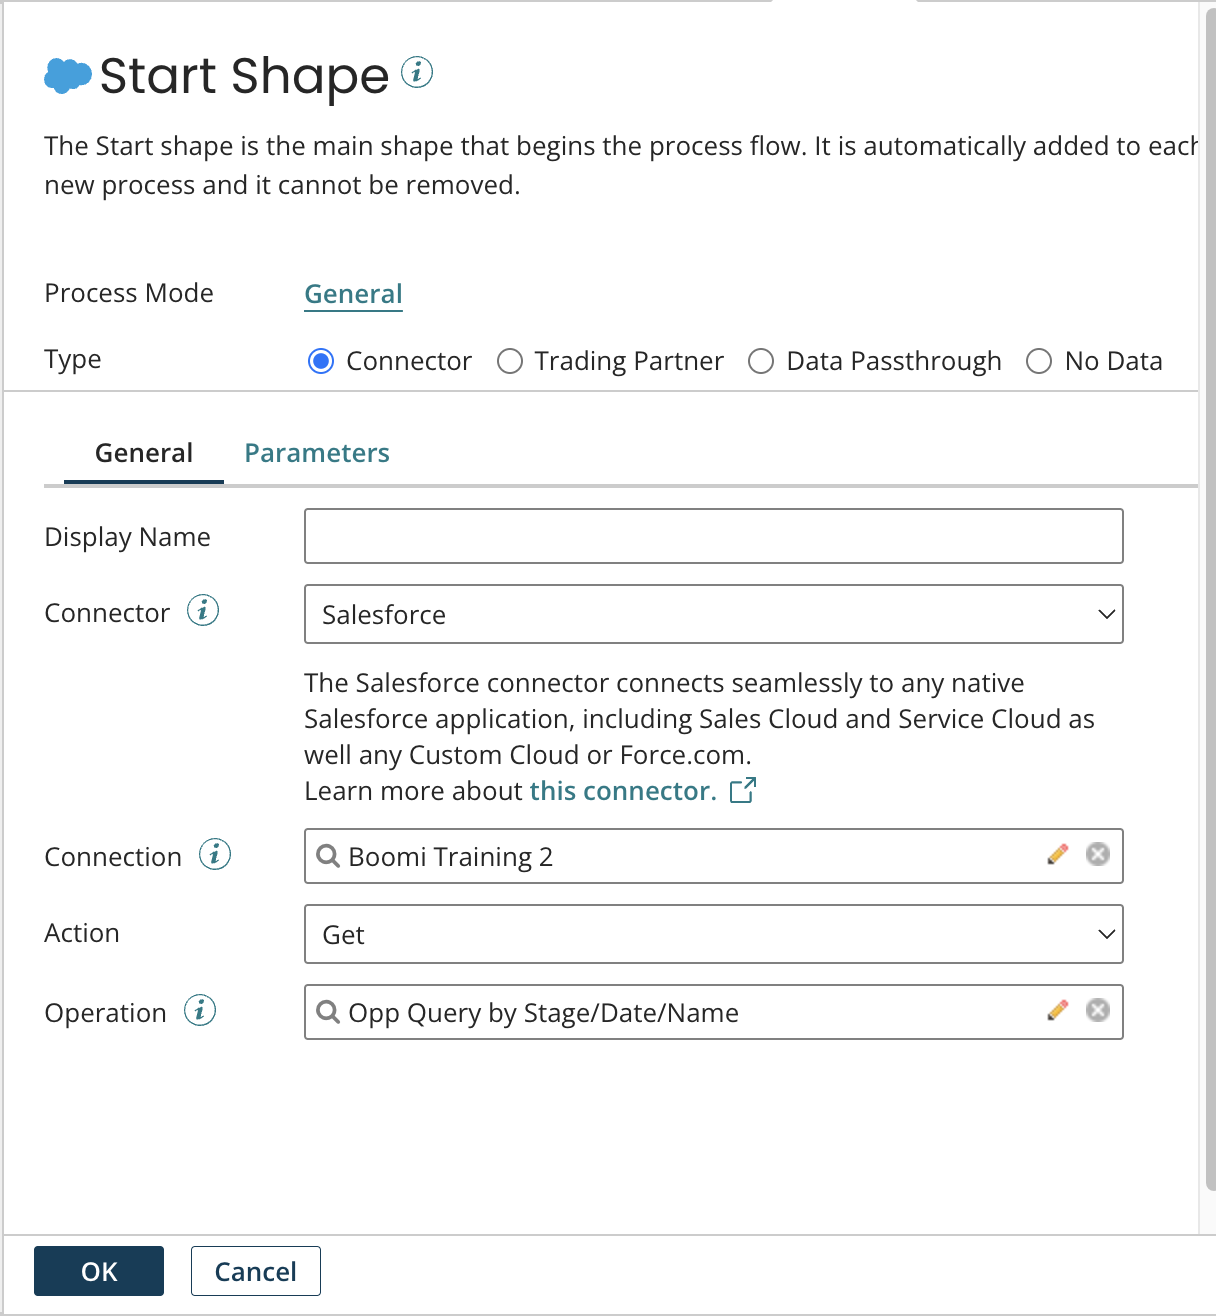 Start Shape
The Start shape is the main shape that begins the process flow. It is automatically added to each
new process and it cannot be removed.
Process Mode General
Type Connector Trading Partner Data Passthrough No Data
General Parameters
Display Name
Connector Salesforce
The Salesforce connector connects seamlessly to any native
Salesforce application, including Sales Cloud and Service Cloud as
well any Custom Cloud or Force.com.
Learn more about this connector.
Connection Boomi Training 2
Action Get
Operation Opp Query by Stage/Date/Name
OK Cancel